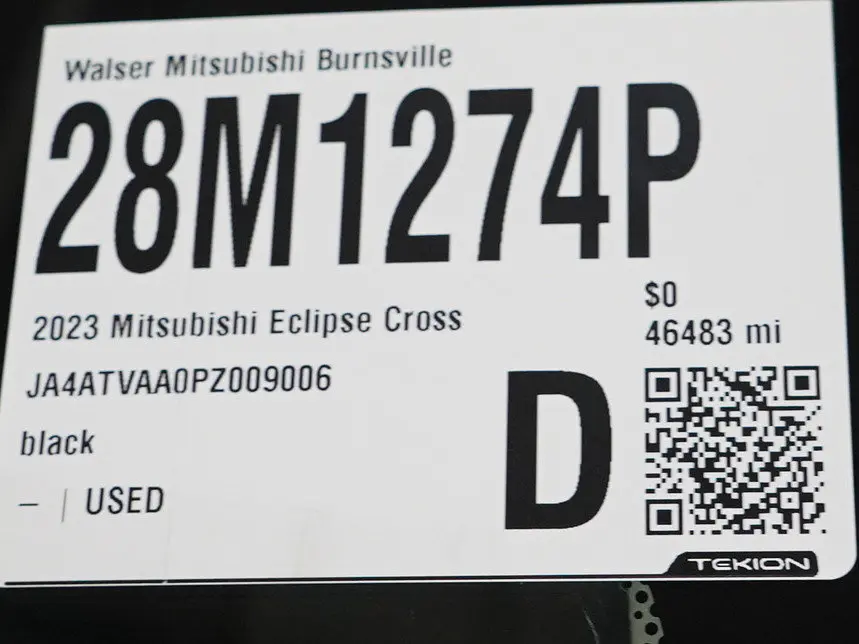 Walser Mitsubishi Burnsville
28M1274P
2023 Mitsubishi Eclipse Cross
$0
46483 mi
JA4ATVAA0PZ009006
black
– | USED
D
TEKION